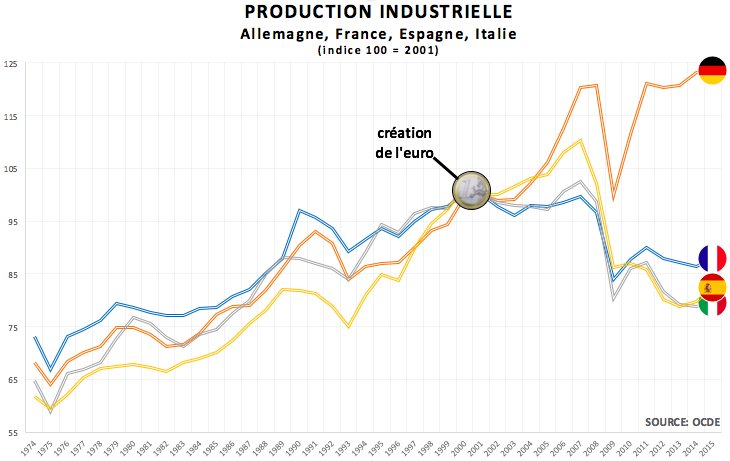 PRODUCTION INDUSTRIELLE
Allemagne, France, Espagne, Italie
(indice 100 = 2001)
125
115
105
95
85
75
65
55
création
de l'euro
SOURCE: OCDE
1974 1975 1976 1977 1978 1979 1980 1981 1982 1983 1984 1985 1986 1987 1988 1989 1990 1991 1992 1993 1994 1995 1996 1997 1998 1999 2000 2001 2002 2003 2004 2005 2006 2007 2008 2009 2010 2011 2012 2013 2014 2015